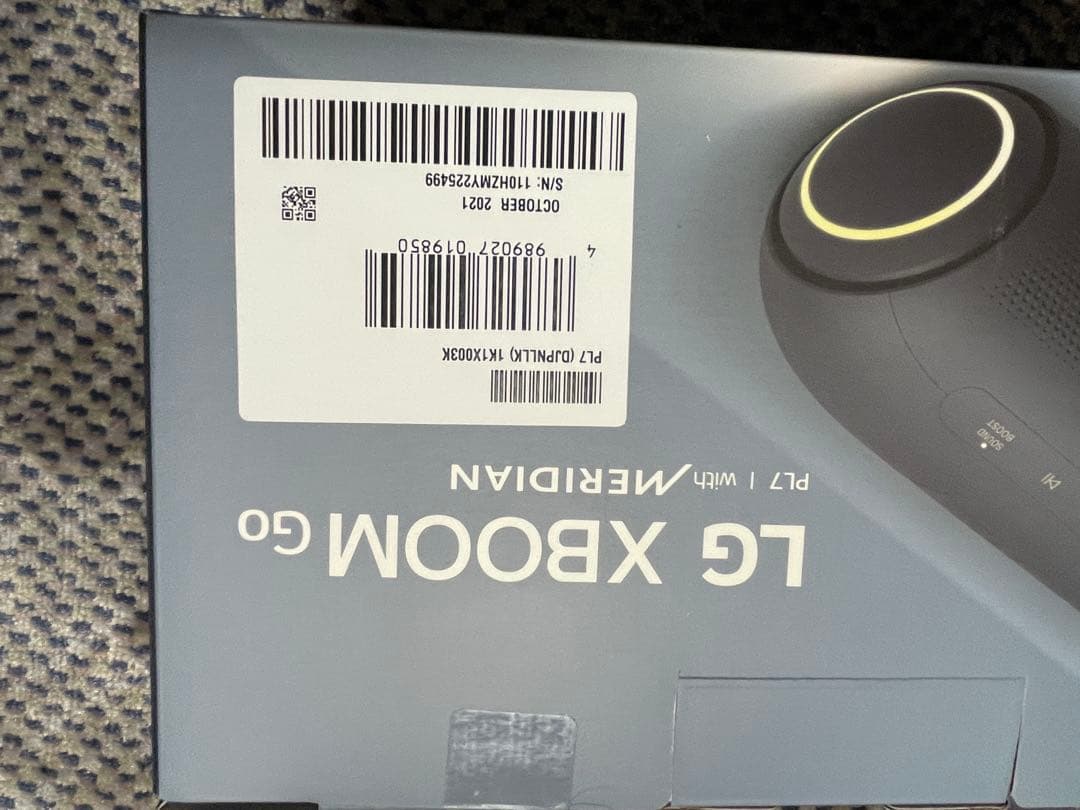 LG XBOOM Go
PL7 | with MERIDIAN
PL7 (DJPNLLK) 1K1X003K
4 989027 019850
OCTOBER 2021
S/N: 110HZMY225499
SOUND
BOOST